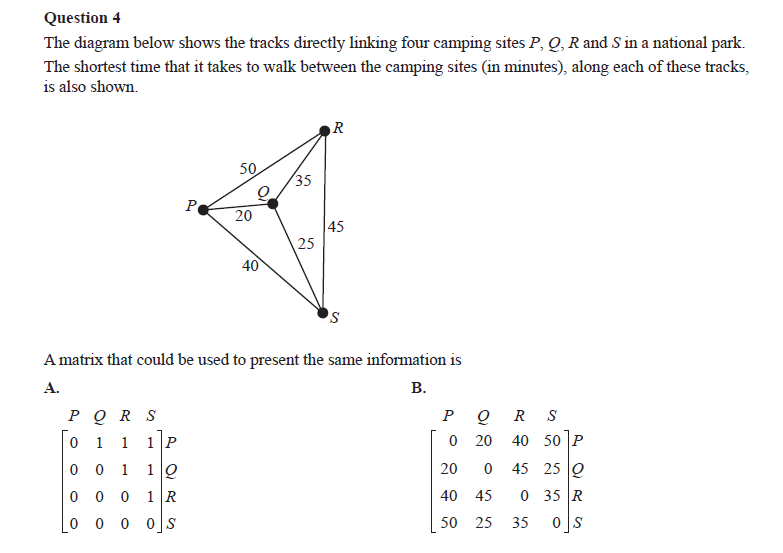 Question 4
The diagram below shows the tracks directly linking four camping sites P, Q, R and S in a national park.
The shortest time that it takes to walk between the camping sites (in minutes), along each of these tracks,
is also shown.
R
50
35
Q
P
20
45
25
40
S
A matrix that could be used to present the same information is
A.
P Q R S
0 1 1 1 P
0 0 1 1 Q
0 0 0 1 R
0 0 0 0 S
B.
P Q R S
0 20 40 50 P
20 0 45 25 Q
40 45 0 35 R
50 25 35 0 S